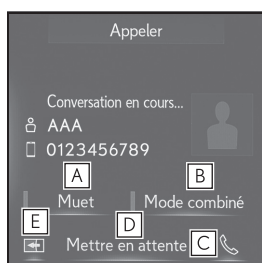 Appeler
Conversation en cours...
AAA
0123456789
A
B
Muet
Mode combiné
E
D
Mettre en attente
C